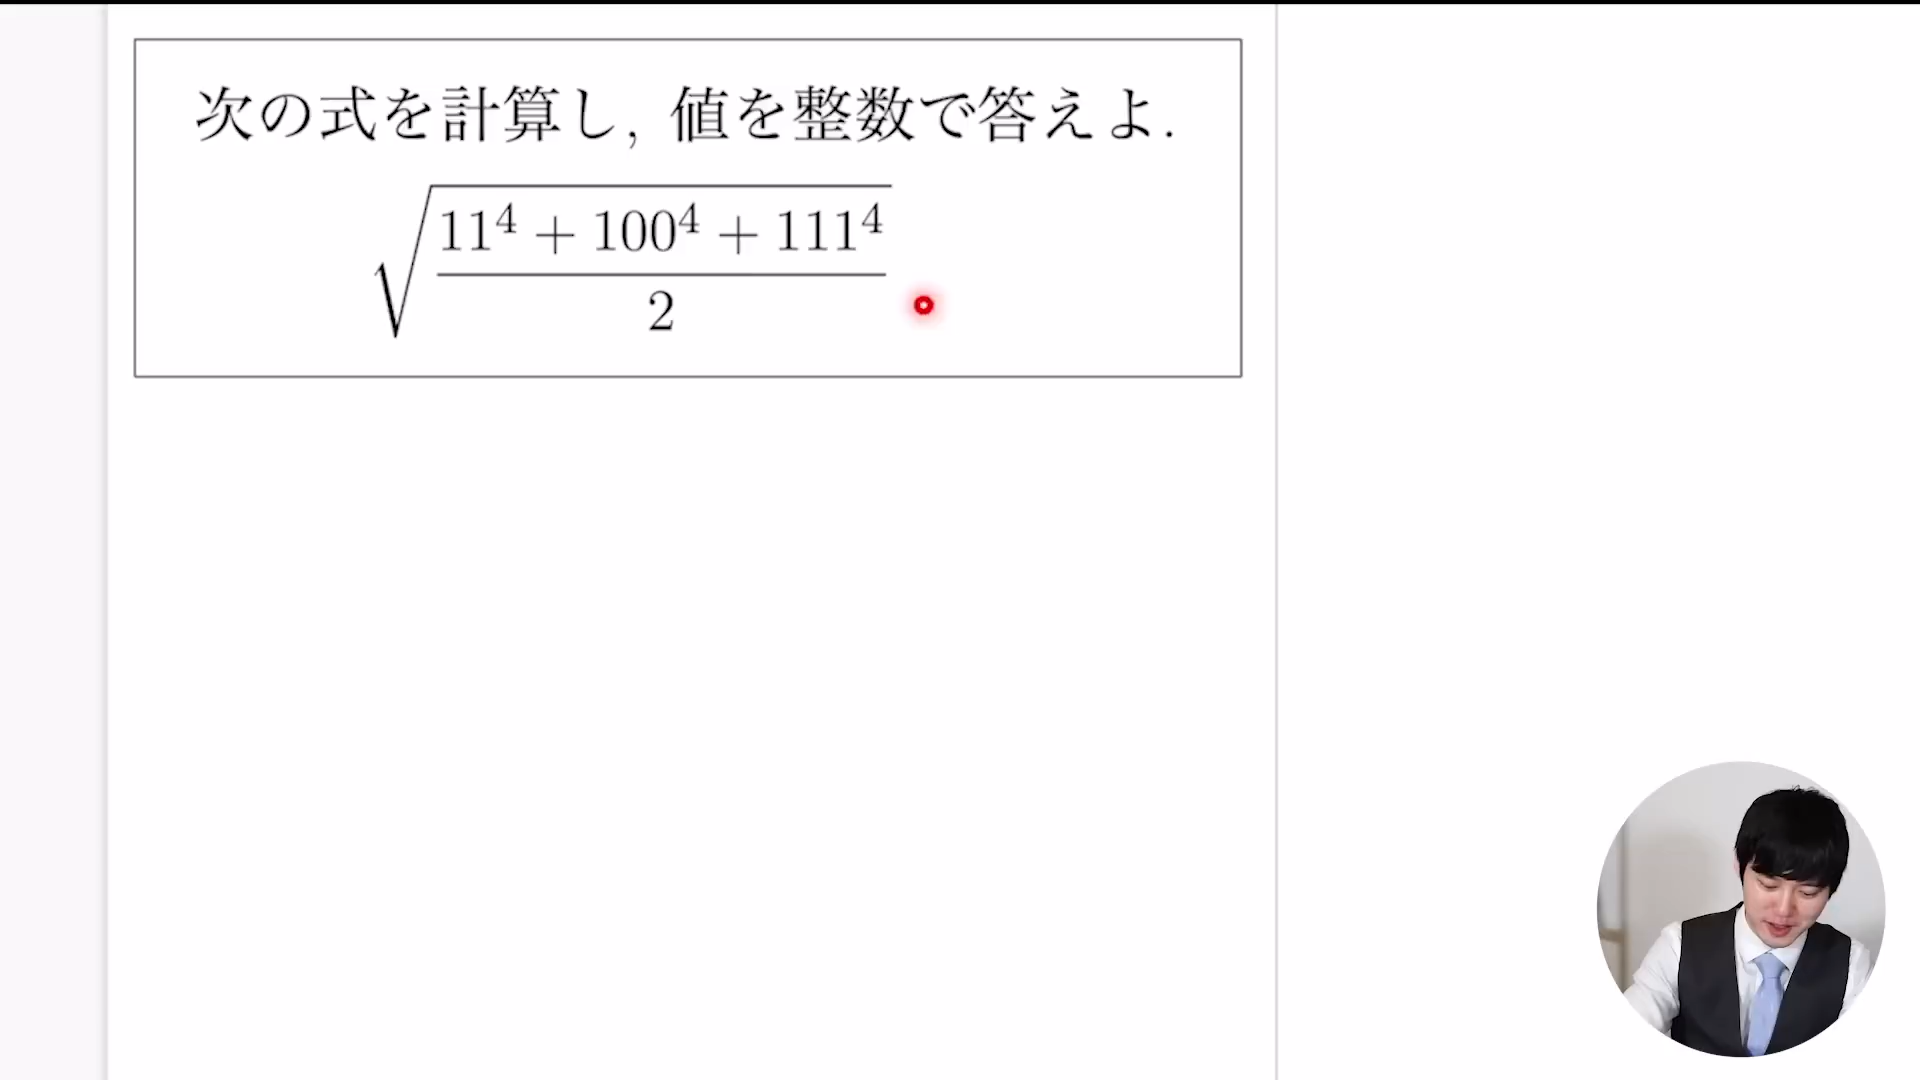 次の式を計算し, 値を整数で答えよ.
√((11⁴ + 100⁴ + 111⁴)/2)